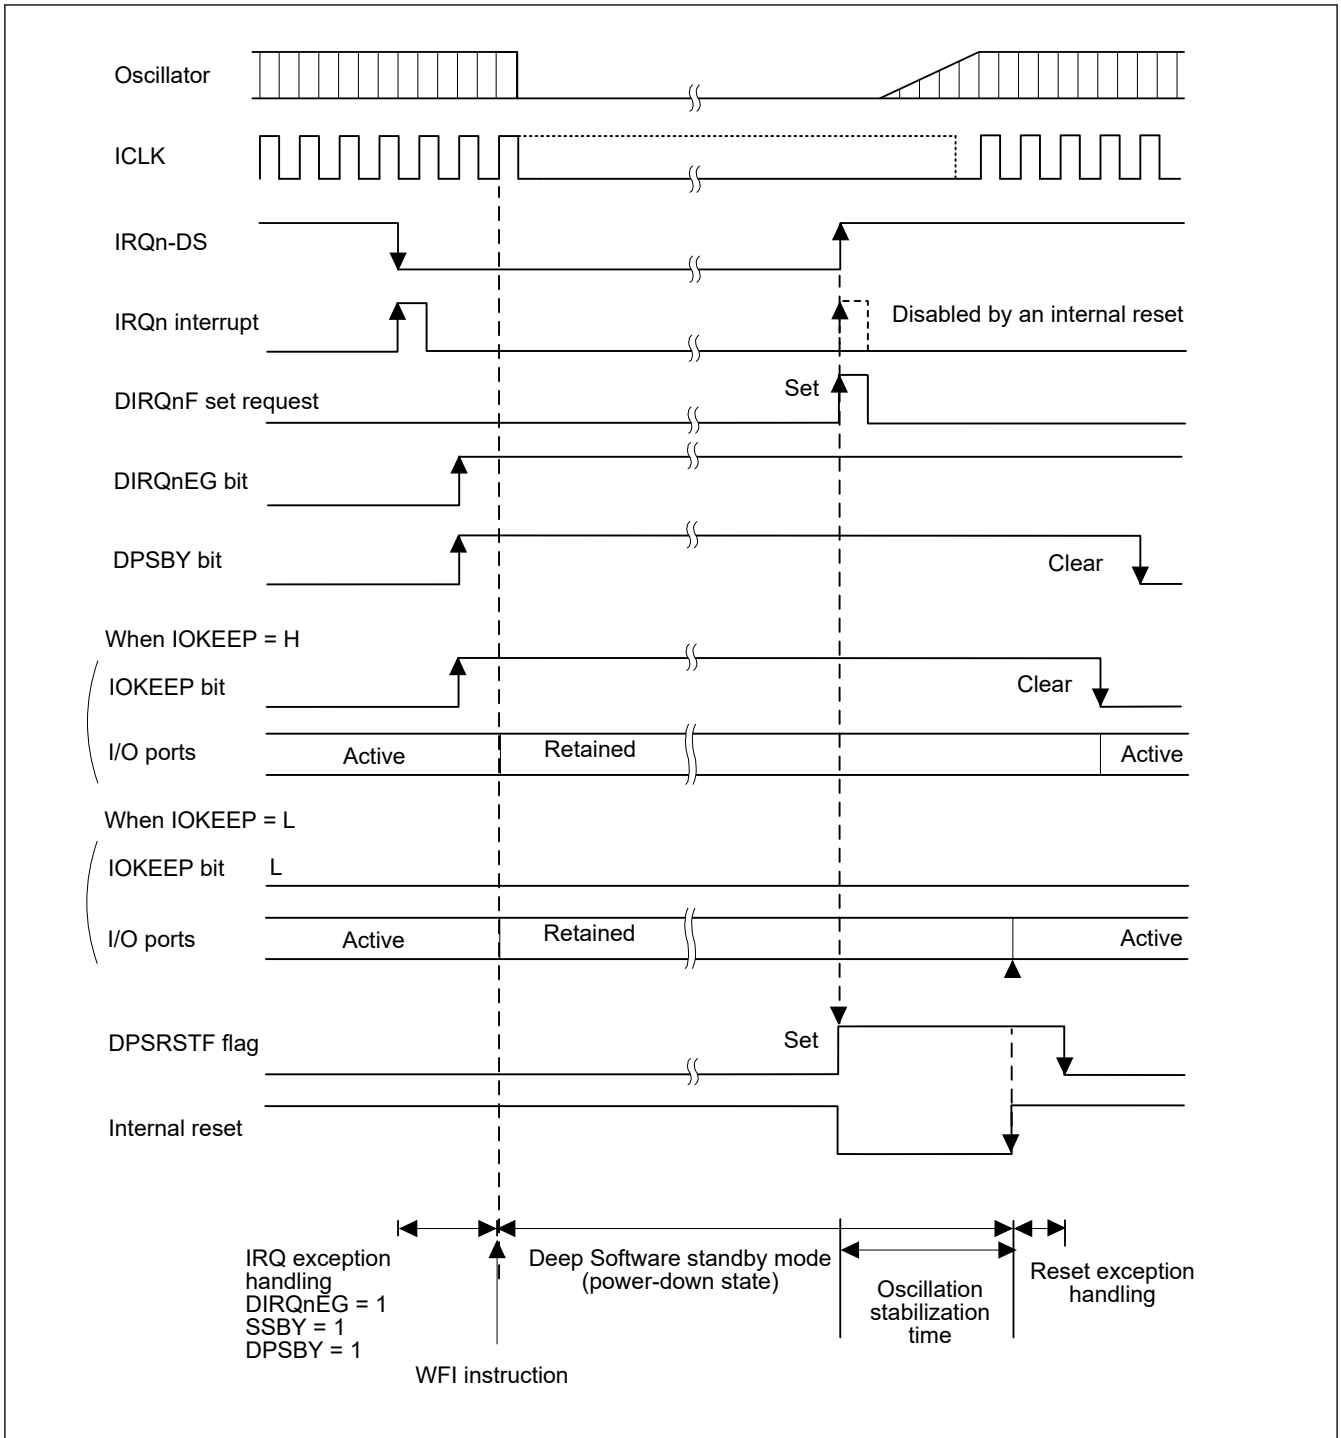 Oscillator
ICLK
IRQn-DS
IRQn interrupt
Disabled by an internal reset
DIRQnF set request
Set
DIRQnEG bit
DPSBY bit
Clear
When IOKEEP = H
IOKEEP bit
Clear
I/O ports
Active
Retained
Active
When IOKEEP = L
IOKEEP bit
L
I/O ports
Active
Retained
Active
DPSRSTF flag
Set
Internal reset
IRQ exception
handling
DIRQnEG = 1
SSBY = 1
DPSBY = 1
WFI instruction
Deep Software standby mode
(power-down state)
Oscillation
stabilization
time
Reset exception
handling